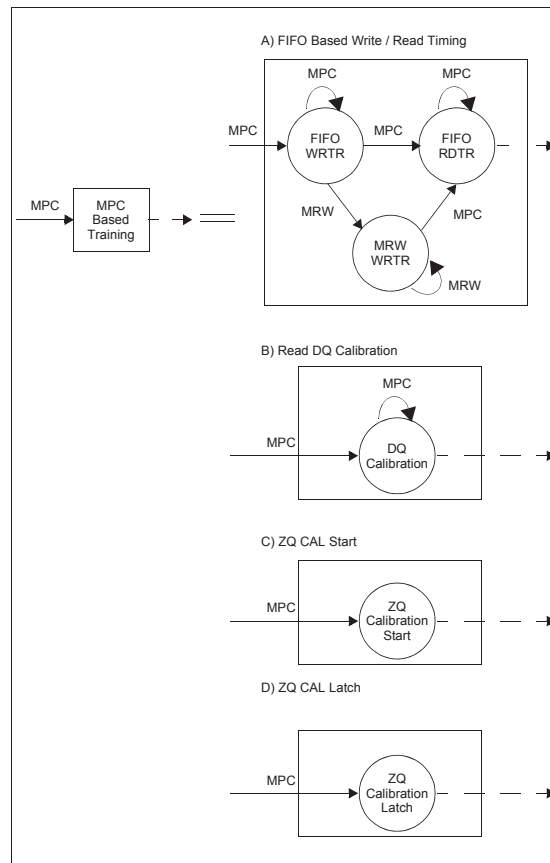 A) FIFO Based Write / Read Timing
MPC
MPC
MPC
FIFO
WRTR
MPC
FIFO
RDTR
MPC
MPC
Based
Training
MRW
MPC
MRW
WRTR
MRW
B) Read DQ Calibration
MPC
MPC
DQ
Calibration
C) ZQ CAL Start
MPC
ZQ
Calibration
Start
D) ZQ CAL Latch
MPC
ZQ
Calibration
Latch